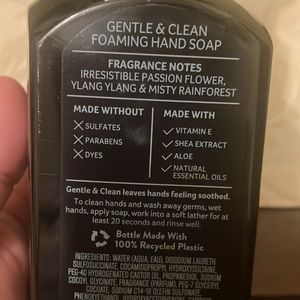 GENTLE & CLEAN
FOAMING HAND SOAP
FRAGRANCE NOTES
IRRESISTIBLE PASSION FLOWER,
YLANG YLANG & MISTY RAINFOREST
MADE WITHOUT
SULFATES
PARABENS
DYES
MADE WITH
VITAMIN E
SHEA EXTRACT
ALOE
NATURAL
ESSENTIAL OILS
Gentle & Clean leaves hands feeling soothed.
To cleanse hands and wash away germs, wet
hands, apply soap, work into a soft lather for at
least 20 seconds and rinse well.
Bottle Made With
100% Recycled Plastic
INGREDIENTS: WATER (AQUA, EAU), DISODIUM LAURETH
SULFOSUCCINATE, COCAMIDOPROPYL HYDROXYSULTAINE,
PEG-40 HYDROGENATED CASTOR OIL, PROPANEDIOL, SODIUM
COCOYL GLYCINATE, FRAGRANCE (PARFUM), PEG-7 GLYCERYL
COCOATE, SODIUM C14-16 OLEFIN SULFONATE,
PHENOXYETHANOL,